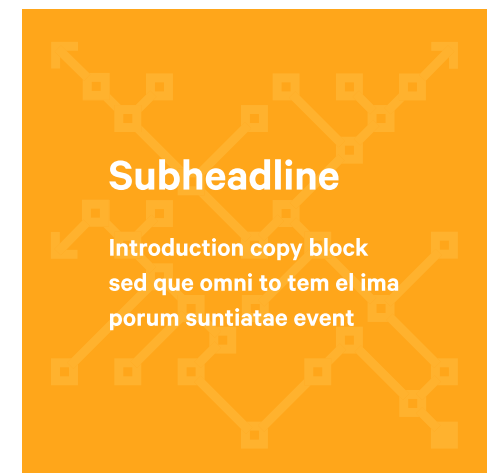 Subheadline
Introduction copy block
sed que omni to tem el ima
porum suntiatae event